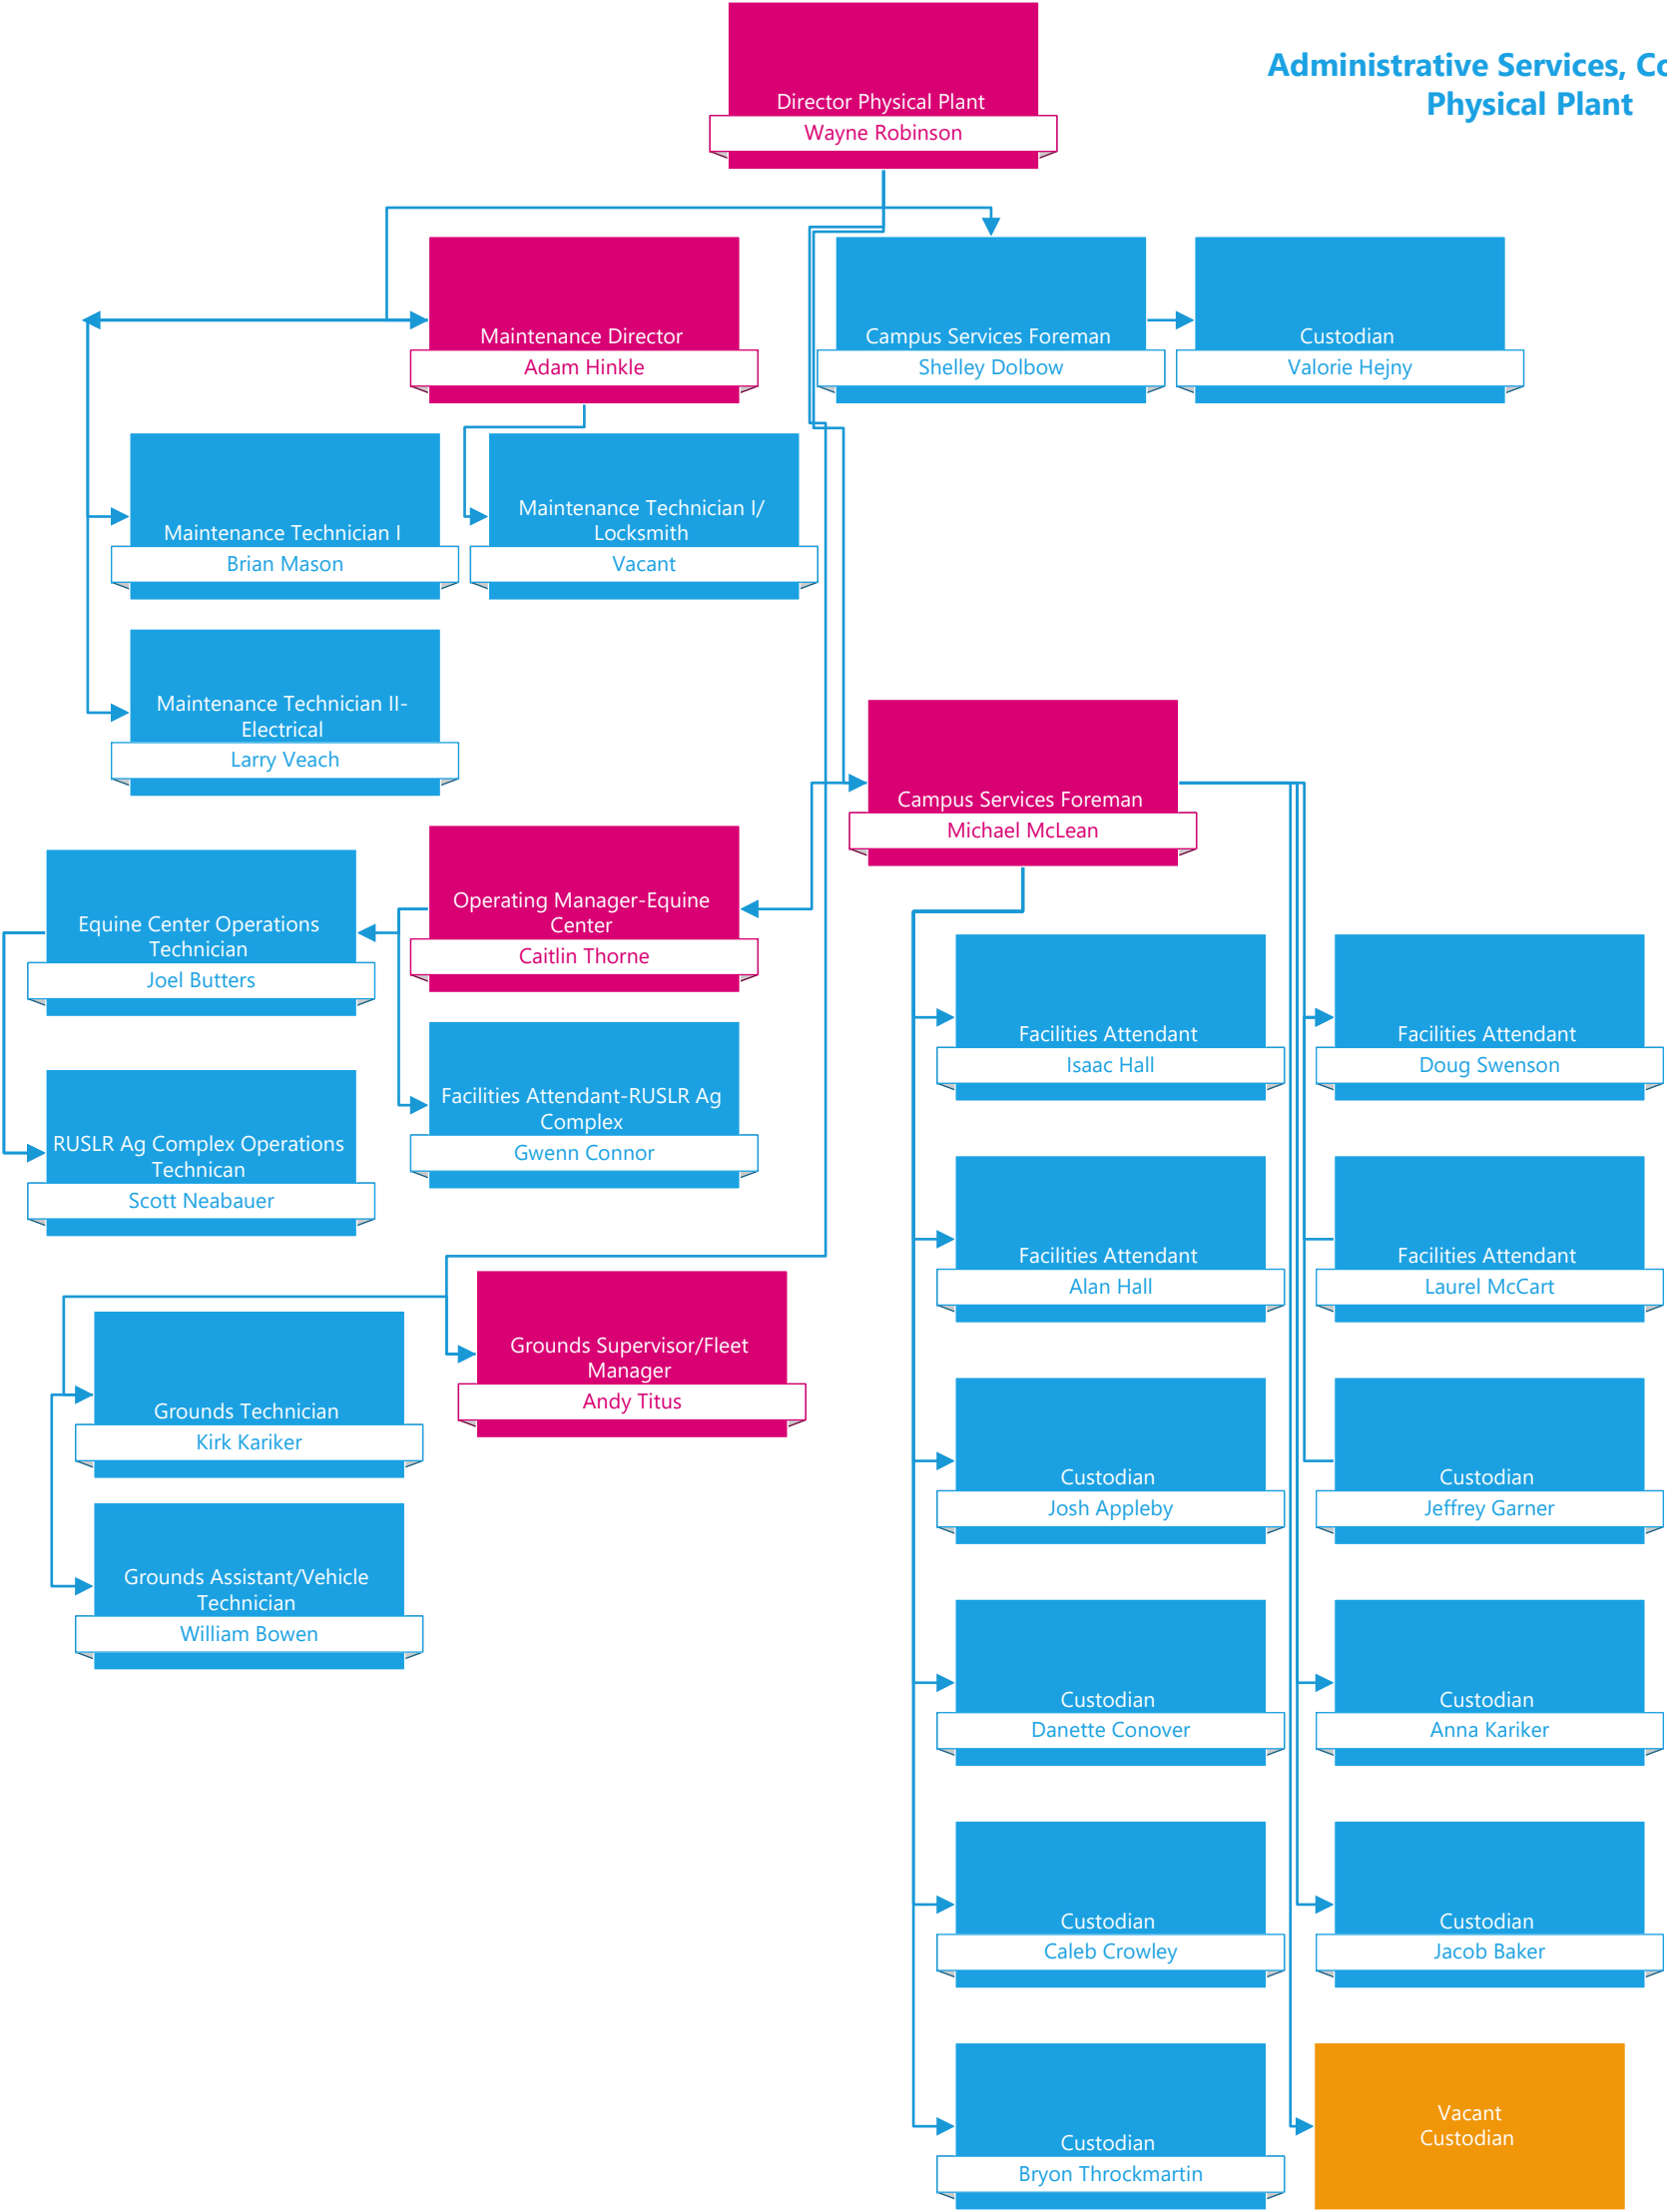 Administrative Services, Co
Physical Plant
Director Physical Plant
Wayne Robinson
Maintenance Director
Adam Hinkle
Campus Services Foreman
Shelley Dolbow
Custodian
Valorie Hejny
Maintenance Technician I
Brian Mason
Maintenance Technician I/
Locksmith
Vacant
Maintenance Technician II-
Electrical
Larry Veach
Campus Services Foreman
Michael McLean
Operating Manager-Equine
Center
Caitlin Thorne
Equine Center Operations
Technician
Joel Butters
Facilities Attendant-RUSLR Ag
Complex
Gwenn Connor
RUSLR Ag Complex Operations
Technican
Scott Neabauer
Grounds Supervisor/Fleet
Manager
Andy Titus
Grounds Technician
Kirk Kariker
Grounds Assistant/Vehicle
Technician
William Bowen
Facilities Attendant
Isaac Hall
Facilities Attendant
Doug Swenson
Facilities Attendant
Alan Hall
Facilities Attendant
Laurel McCart
Custodian
Josh Appleby
Custodian
Jeffrey Garner
Custodian
Danette Conover
Custodian
Anna Kariker
Custodian
Caleb Crowley
Custodian
Jacob Baker
Custodian
Bryon Throckmartin
Vacant
Custodian